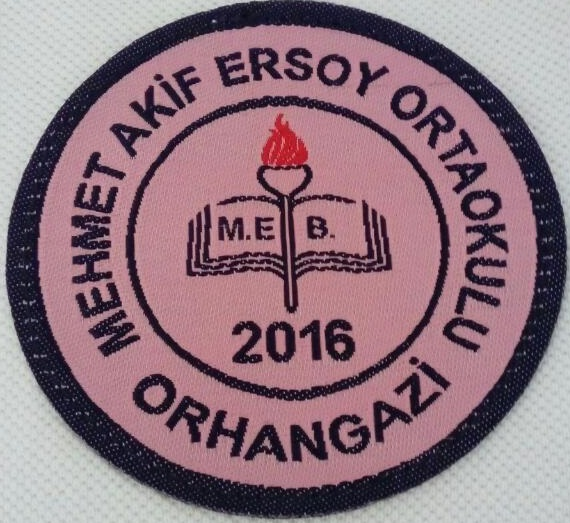 MEHMET AKİF ERSOY ORTAOKULU
M.E B.
2016
ORHANGAZİ